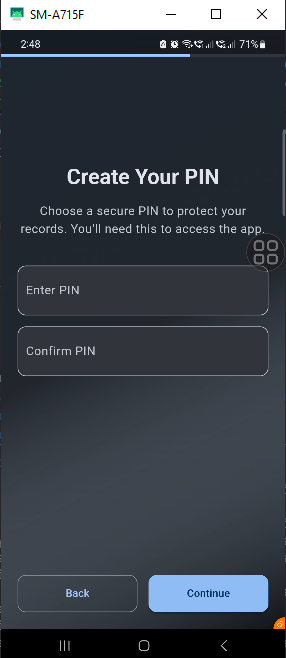 SM-A715F
2:48
71%
Create Your PIN
Choose a secure PIN to protect your
records. You'll need this to access the app.
Enter PIN
Confirm PIN
Back
Continue